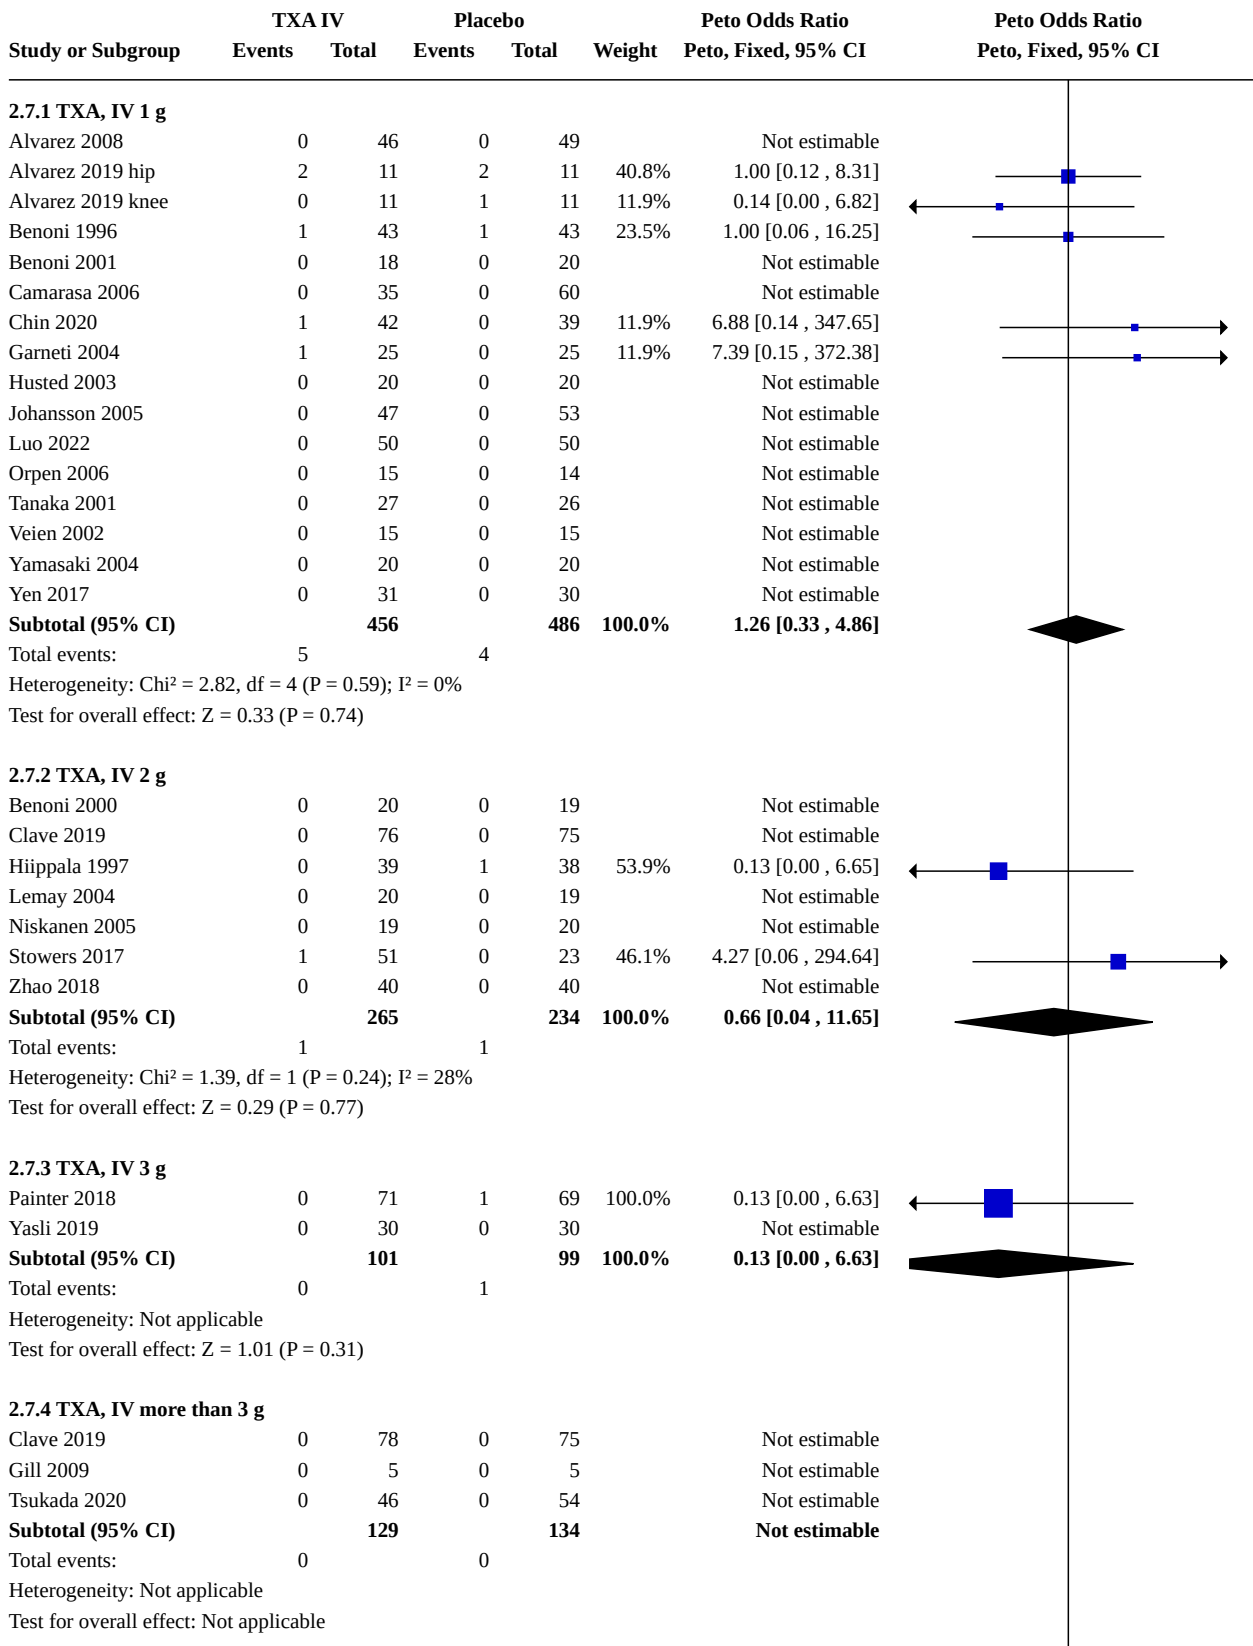 TXA IV Placebo Peto Odds Ratio Peto Odds Ratio
Study or Subgroup Events Total Events Total Weight Peto, Fixed, 95% CI Peto, Fixed, 95% CI
2.7.1 TXA, IV 1 g
Alvarez 2008 0 46 0 49 Not estimable
Alvarez 2019 hip 2 11 2 11 40.8% 1.00 [0.12 , 8.31]
Alvarez 2019 knee 0 11 1 11 11.9% 0.14 [0.00 , 6.82]
Benoni 1996 1 43 1 43 23.5% 1.00 [0.06 , 16.25]
Benoni 2001 0 18 0 20 Not estimable
Camarasa 2006 0 35 0 60 Not estimable
Chin 2020 1 42 0 39 11.9% 6.88 [0.14 , 347.65]
Garneti 2004 1 25 0 25 11.9% 7.39 [0.15 , 372.38]
Husted 2003 0 20 0 20 Not estimable
Johansson 2005 0 47 0 53 Not estimable
Luo 2022 0 50 0 50 Not estimable
Orpen 2006 0 15 0 14 Not estimable
Tanaka 2001 0 27 0 26 Not estimable
Veien 2002 0 15 0 15 Not estimable
Yamasaki 2004 0 20 0 20 Not estimable
Yen 2017 0 31 0 30 Not estimable
Subtotal (95% CI) 456 486 100.0% 1.26 [0.33 , 4.86]
Total events: 5 4
Heterogeneity: Chi² = 2.82, df = 4 (P = 0.59); I² = 0%
Test for overall effect: Z = 0.33 (P = 0.74)
2.7.2 TXA, IV 2 g
Benoni 2000 0 20 0 19 Not estimable
Clave 2019 0 76 0 75 Not estimable
Hiippala 1997 0 39 1 38 53.9% 0.13 [0.00 , 6.65]
Lemay 2004 0 20 0 19 Not estimable
Niskanen 2005 0 19 0 20 Not estimable
Stowers 2017 1 51 0 23 46.1% 4.27 [0.06 , 294.64]
Zhao 2018 0 40 0 40 Not estimable
Subtotal (95% CI) 265 234 100.0% 0.66 [0.04 , 11.65]
Total events: 1 1
Heterogeneity: Chi² = 1.39, df = 1 (P = 0.24); I² = 28%
Test for overall effect: Z = 0.29 (P = 0.77)
2.7.3 TXA, IV 3 g
Painter 2018 0 71 1 69 100.0% 0.13 [0.00 , 6.63]
Yasli 2019 0 30 0 30 Not estimable
Subtotal (95% CI) 101 99 100.0% 0.13 [0.00 , 6.63]
Total events: 0 1
Heterogeneity: Not applicable
Test for overall effect: Z = 1.01 (P = 0.31)
2.7.4 TXA, IV more than 3 g
Clave 2019 0 78 0 75 Not estimable
Gill 2009 0 5 0 5 Not estimable
Tsukada 2020 0 46 0 54 Not estimable
Subtotal (95% CI) 129 134 Not estimable
Total events: 0 0
Heterogeneity: Not applicable
Test for overall effect: Not applicable